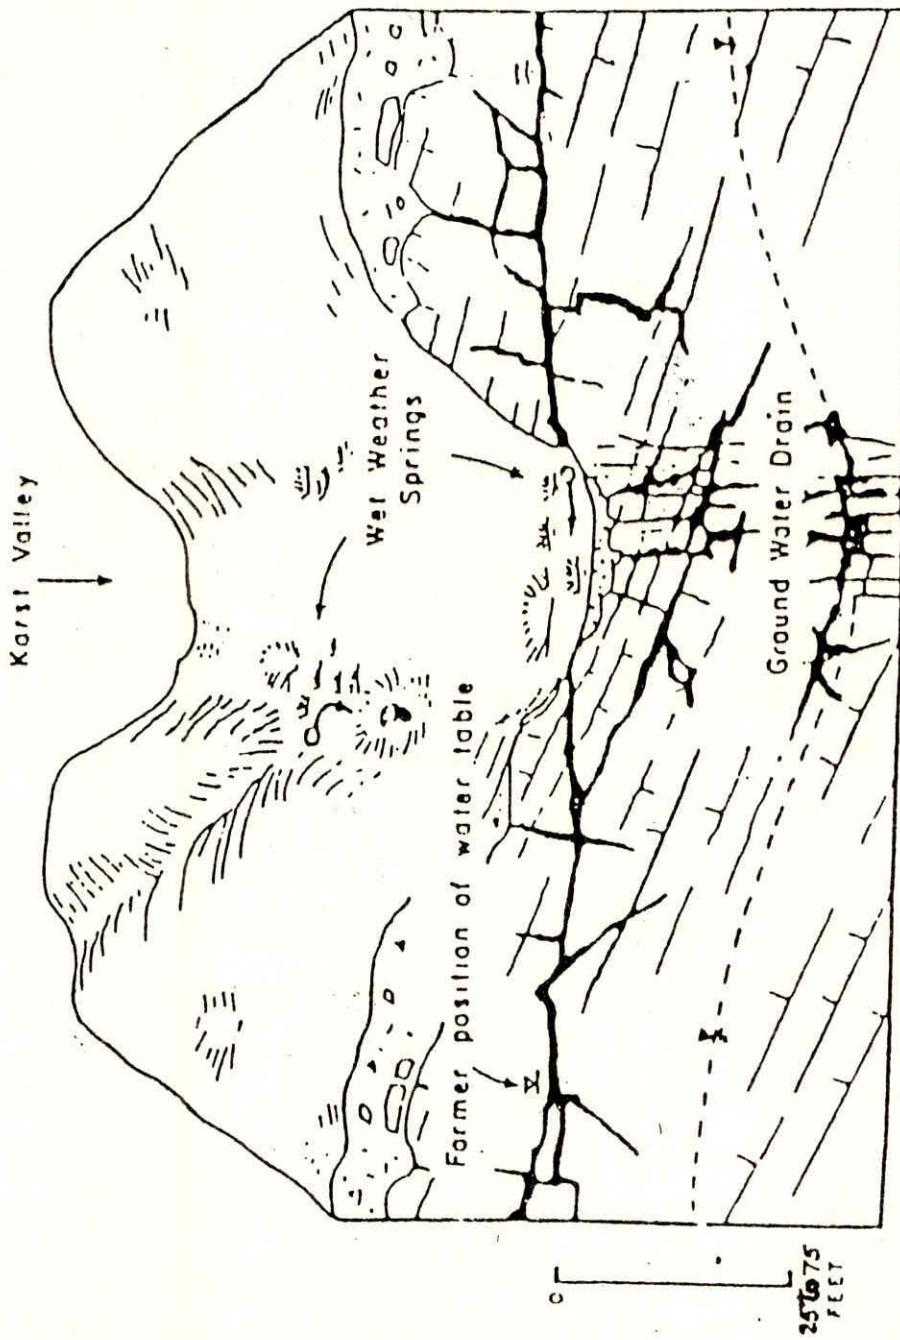 Karst Valley
Wet Weather
Springs
Former position of water table
Ground Water Drain
0
25 to 75
FEET